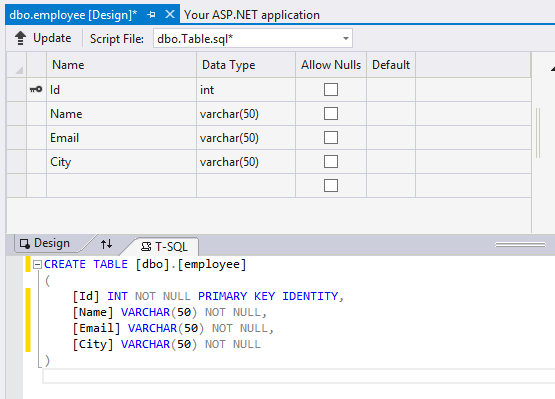 dbo.employee [Design]* Your ASP.NET application
Update Script File: dbo.Table.sql*
Name Data Type Allow Nulls Default
Id int
Name varchar(50)
Email varchar(50)
City varchar(50)
Design T-SQL
CREATE TABLE [dbo].[employee]
(
[Id] INT NOT NULL PRIMARY KEY IDENTITY,
[Name] VARCHAR(50) NOT NULL,
[Email] VARCHAR(50) NOT NULL,
[City] VARCHAR(50) NOT NULL
)